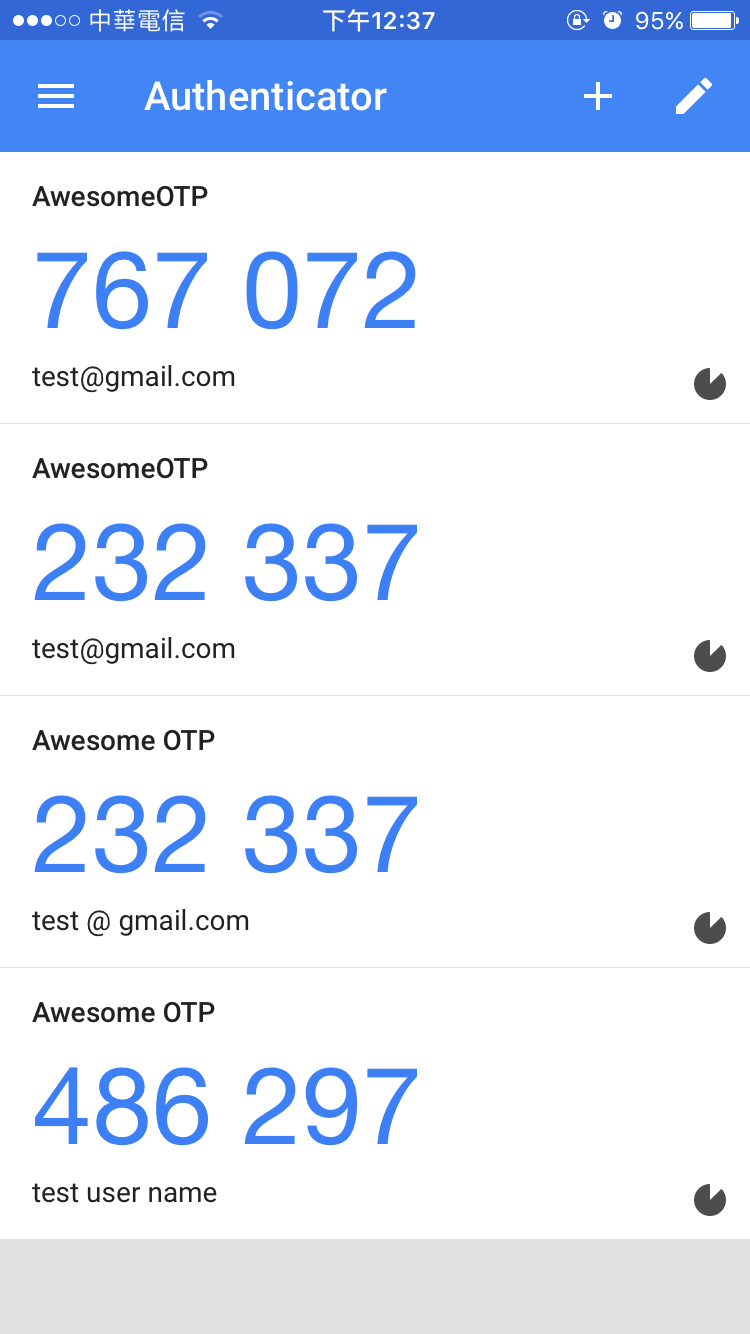 中華電信 下午12:37 95%
Authenticator
AwesomeOTP
767 072
test@gmail.com
AwesomeOTP
232 337
test@gmail.com
Awesome OTP
232 337
test @ gmail.com
Awesome OTP
486 297
test user name